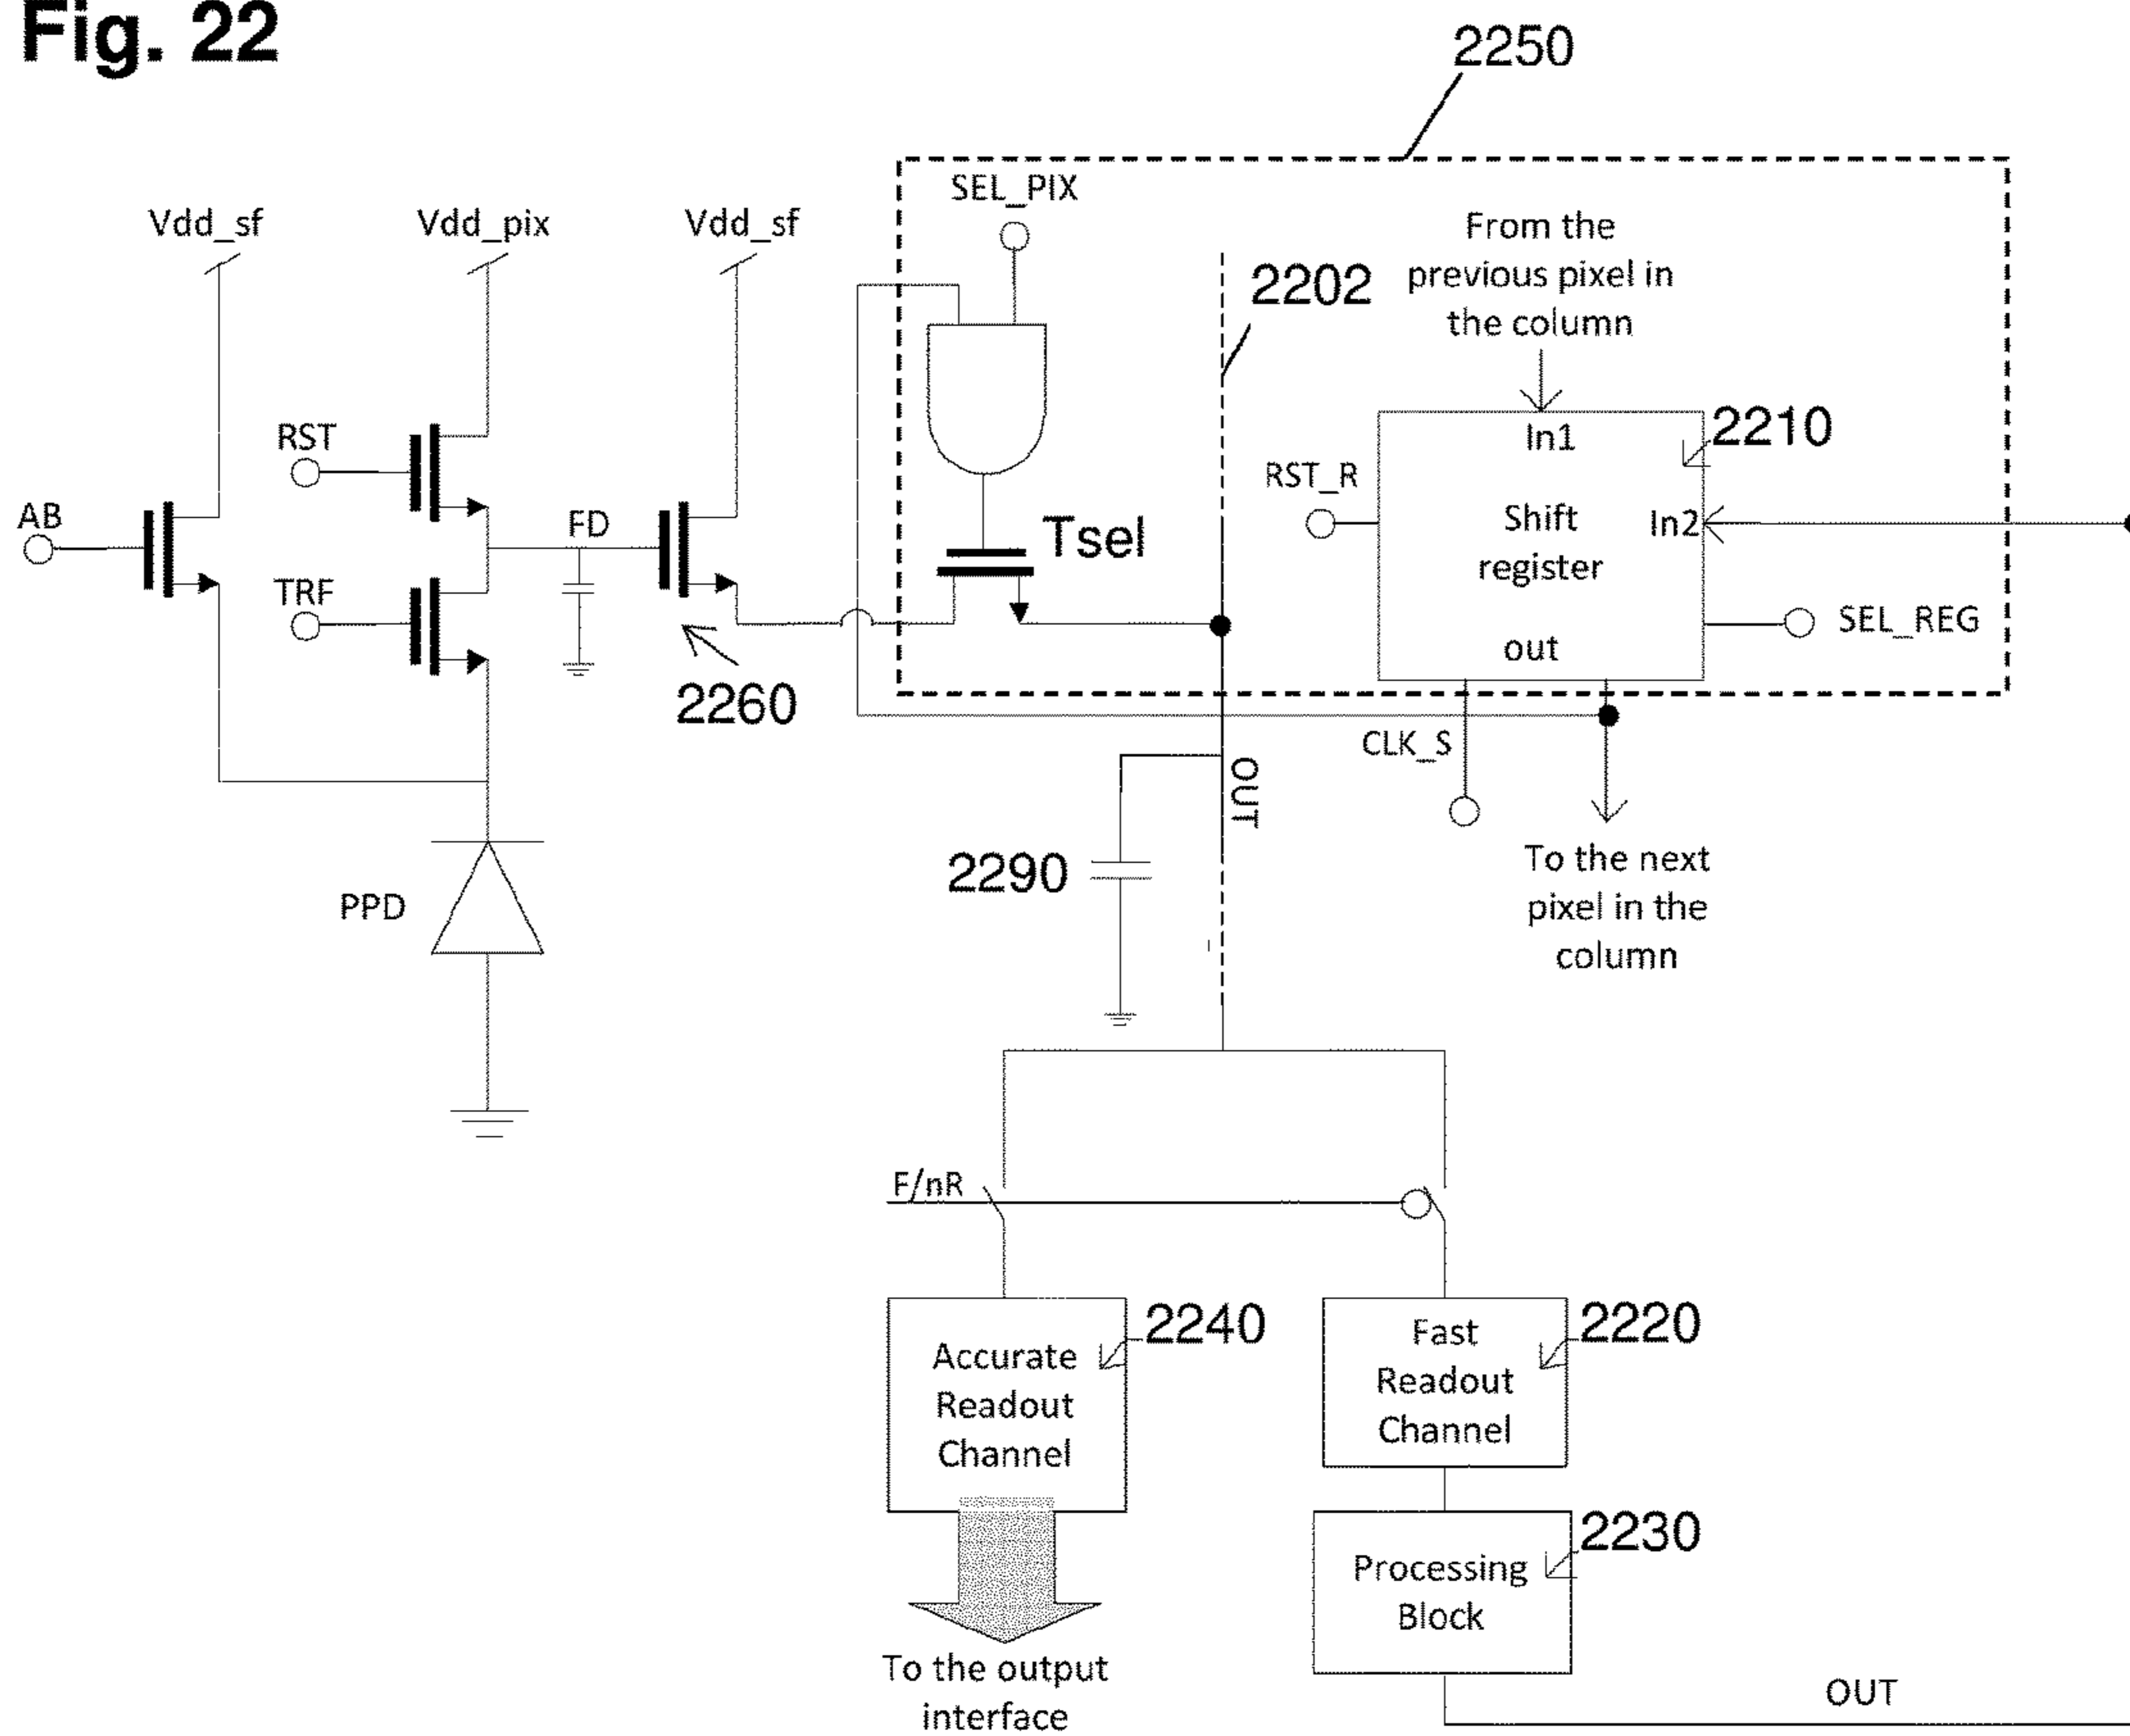 Fig. 22
2250
SEL_PIX
Vdd_sf
Vdd_pix
Vdd_sf
From the
previous pixel in
the column
2202
RST
In1
2210
RST_R
AB
FD
Tsel
Shift
register
In2
TRF
SEL_REG
out
2260
CLK_S
OUT
2290
To the next
pixel in the
column
PPD
F/nR
Accurate
Readout
Channel
2240
Fast
Readout
Channel
2220
Processing
Block
2230
To the output
interface
OUT